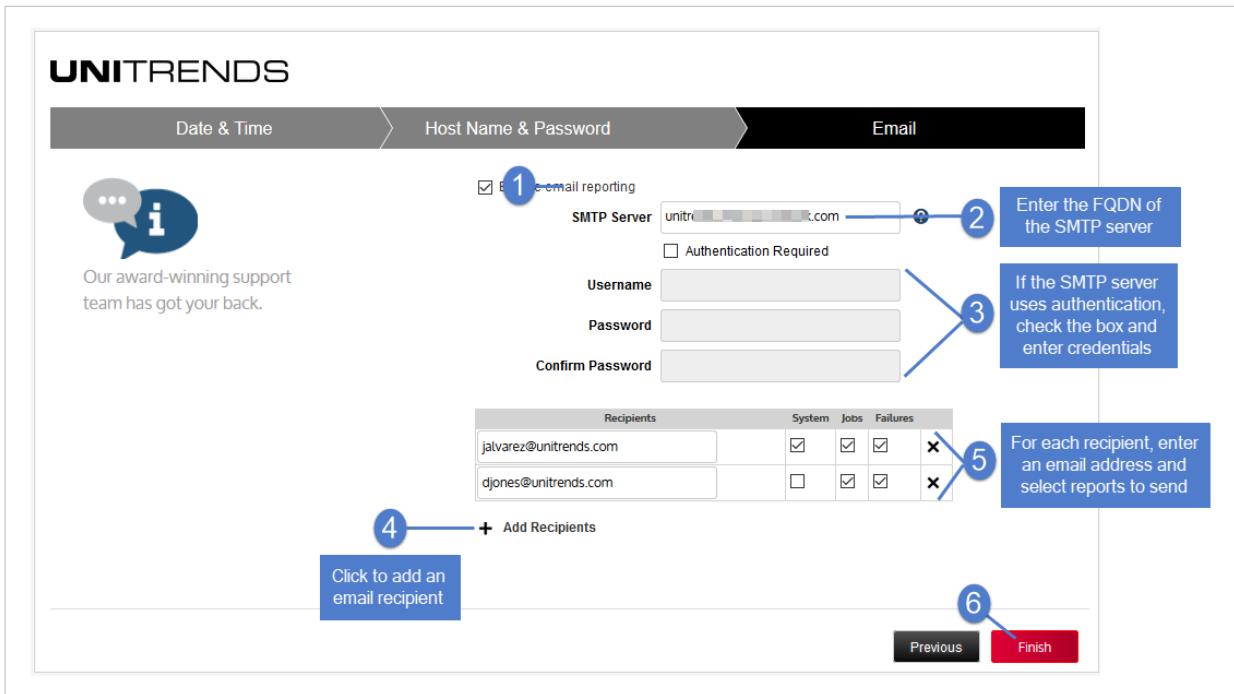 UNITRENDS
Date & Time
Host Name & Password
Email
1
email reporting
SMTP Server
unitre
.com
2
Enter the FQDN of
the SMTP server
Authentication Required
Our award-winning support
team has got your back.
Username
Password
Confirm Password
3
If the SMTP server
uses authentication,
check the box and
enter credentials
Recipients
System
Jobs
Failures
jalvarez@unitrends.com
djones@unitrends.com
5
For each recipient, enter
an email address and
select reports to send
4
Add Recipients
Click to add an
email recipient
6
Previous
Finish